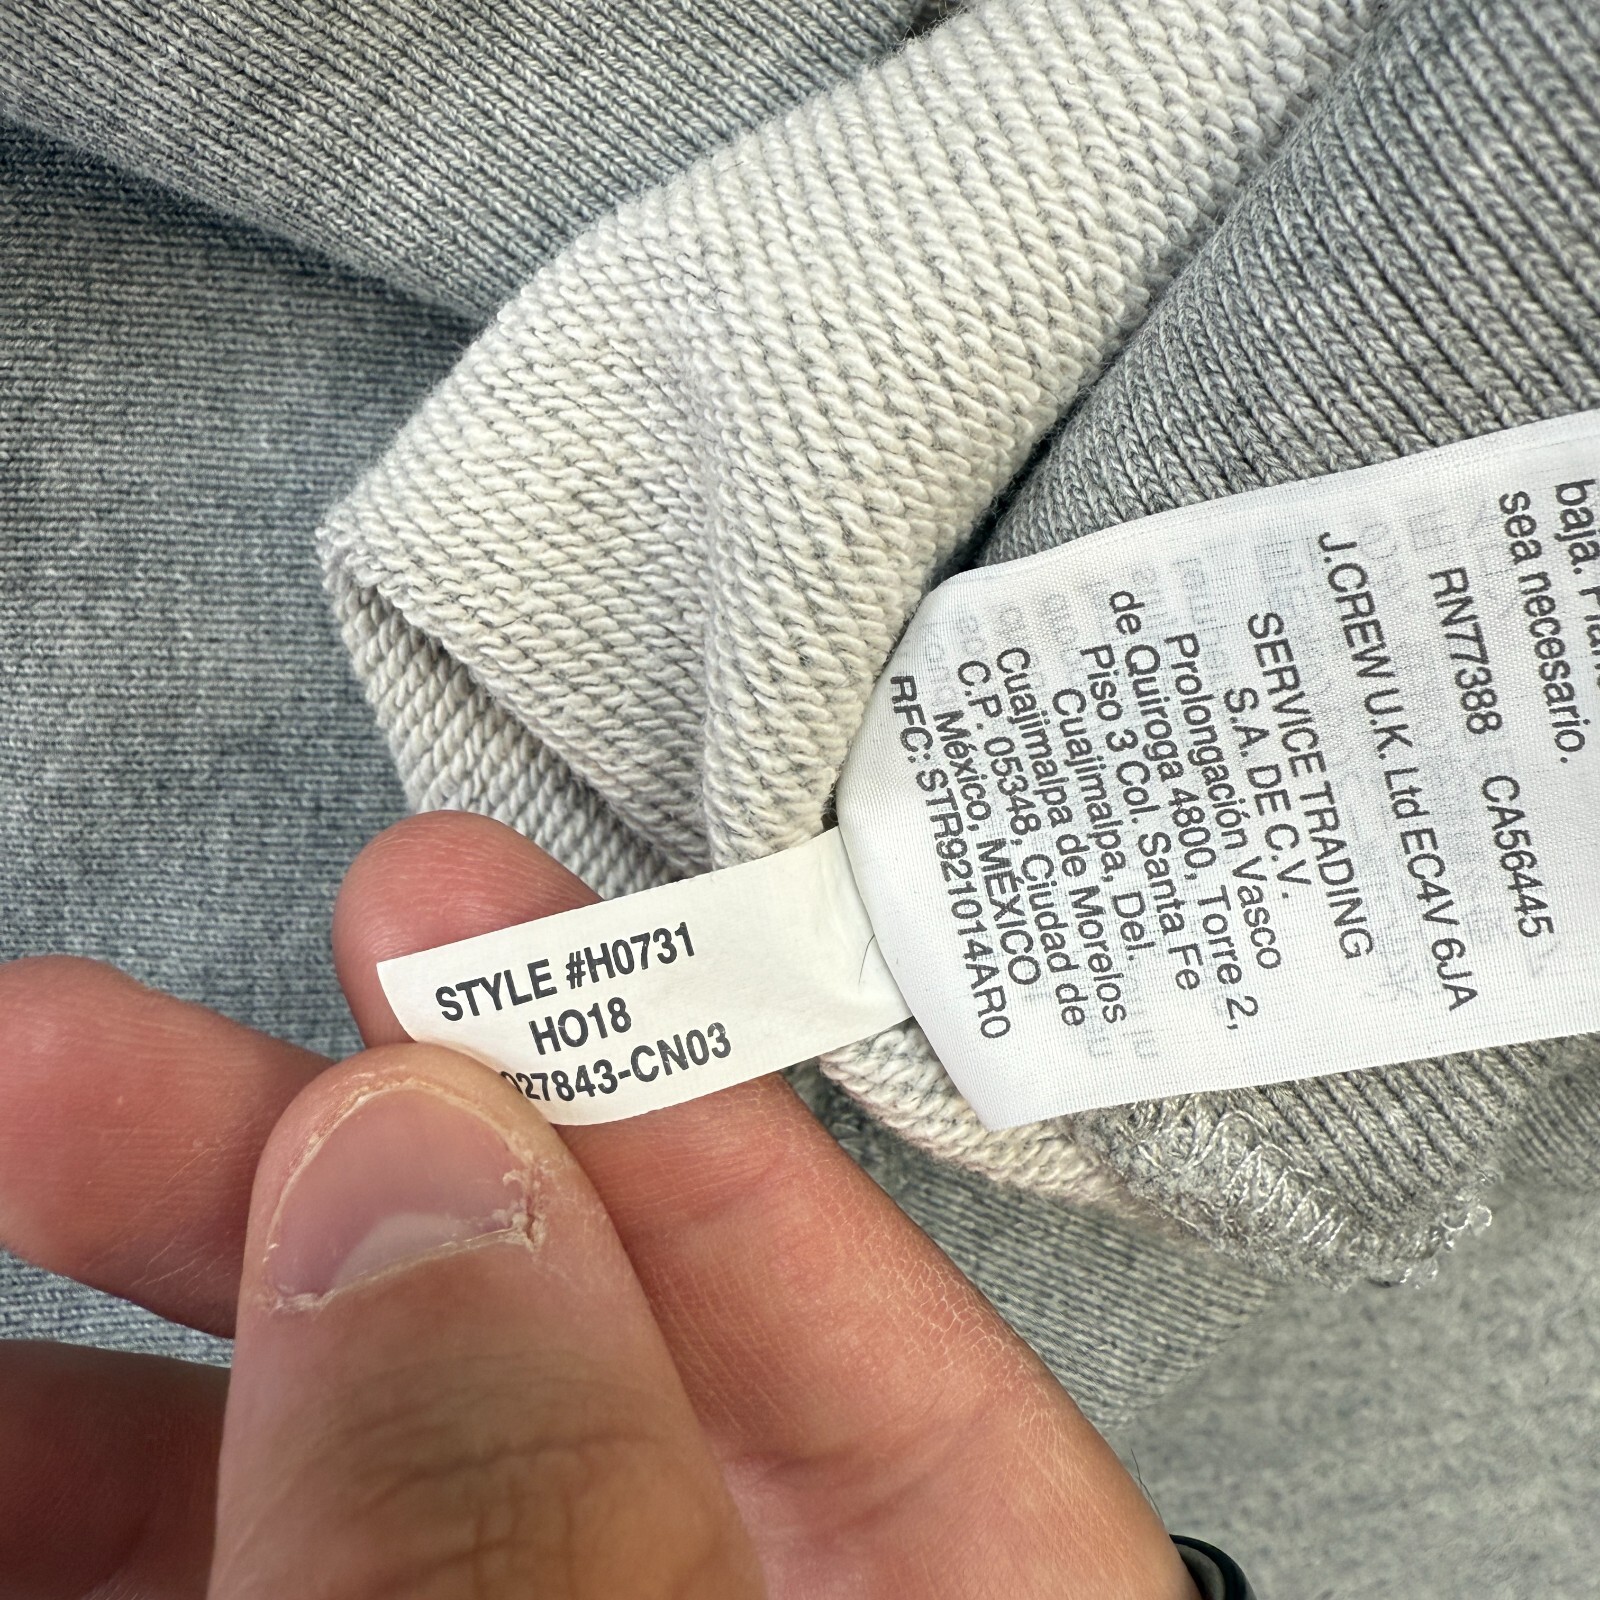 STYLE #H0731
HO18
27843-CN03
baja.
sea necesario.
RN77388 CA56445
J.CREW U.K. Ltd EC4V 6JA
SERVICE TRADING
S.A. DE C.V.
Prolongación Vasco
de Quiroga 4800, Torre 2,
Piso 3 Col. Santa Fe
Cuajimalpa, Del.
Cuajimalpa de Morelos
C.P. 05348, Ciudad de
México, MÉXICO
RFC: STR921014AR0